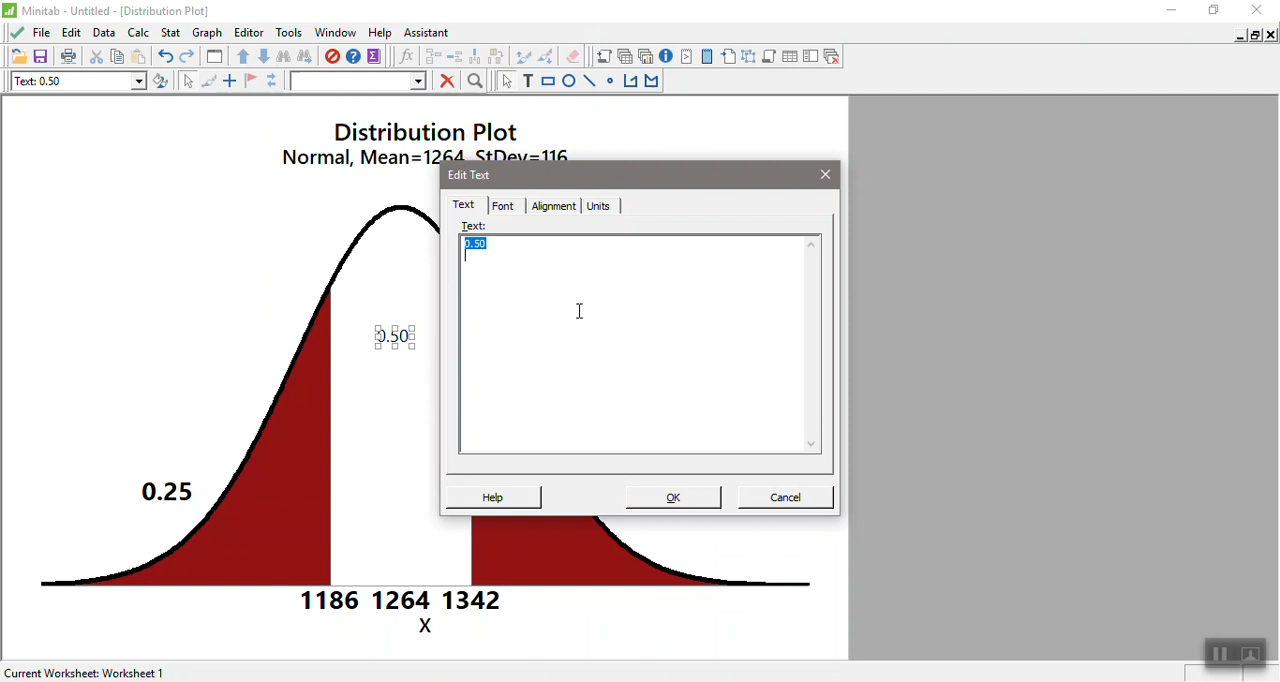 Minitab - Untitled - [Distribution Plot]
File Edit Data Calc Stat Graph Editor Tools Window Help Assistant
Text: 0.50
Distribution Plot
Normal, Mean=1264, StDev=116
Edit Text
Text Font Alignment Units
Text:
0.50
0.50
0.25
Help OK Cancel
1186 1264 1342
X
Current Worksheet: Worksheet 1